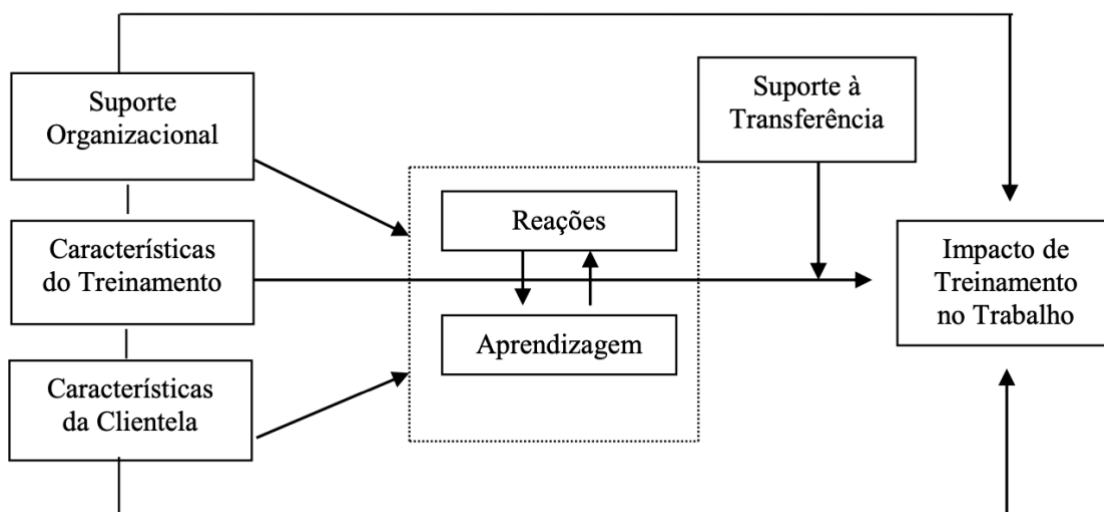 Suporte
Organizacional
Suporte à
Transferência
Reações
Características
do Treinamento
Impacto de
Treinamento
no Trabalho
Aprendizagem
Características
da Clientela